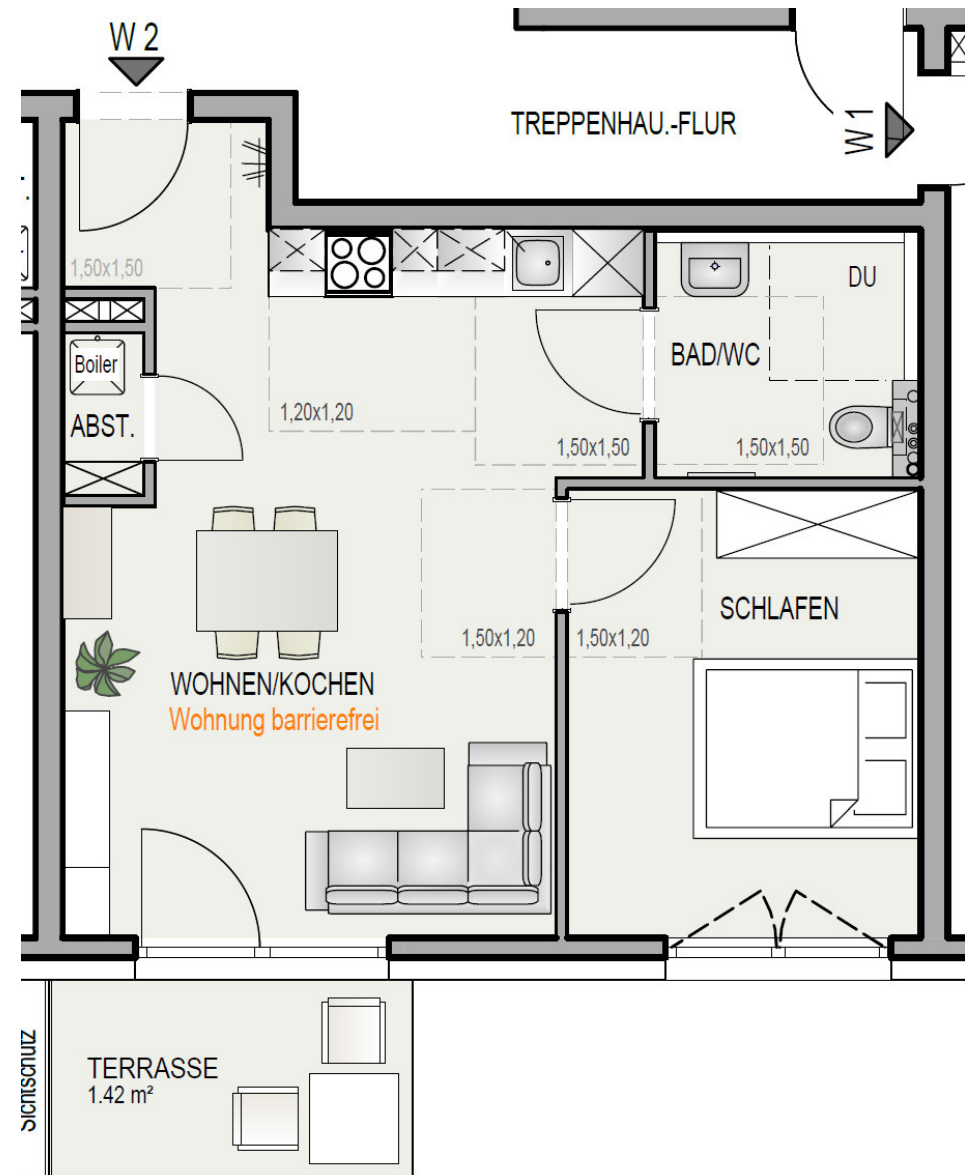 W 2
TREPPENHAU.-FLUR
W 1
1,50x1,50
DU
BAD/WC
Boiler
ABST.
1,20x1,20
1,50x1,50
1,50x1,50
SCHLAFEN
1,50x1,20
1,50x1,20
WOHNEN/KOCHEN
Wohnung barrierefrei
Sichtschutz
TERRASSE
1.42 m²